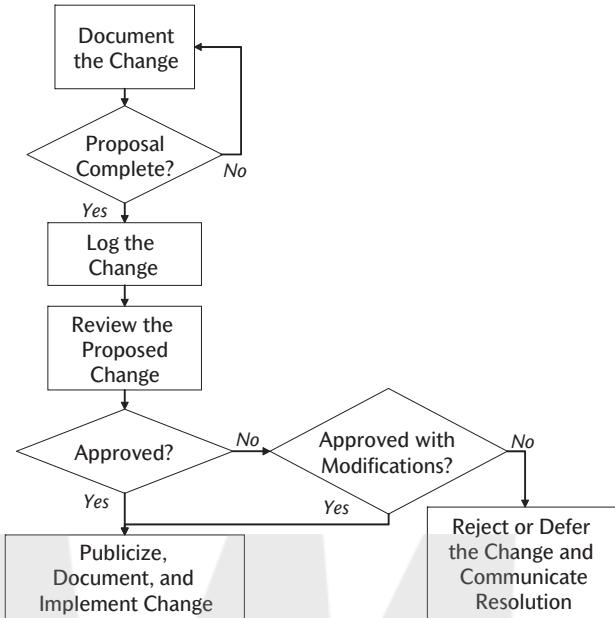 Document
the Change
Proposal
Complete?
No
Yes
Log the
Change
Review the
Proposed
Change
Approved?
No
Approved with
Modifications?
No
Yes
Yes
Publicize,
Document, and
Implement Change
Reject or Defer
the Change and
Communicate
Resolution